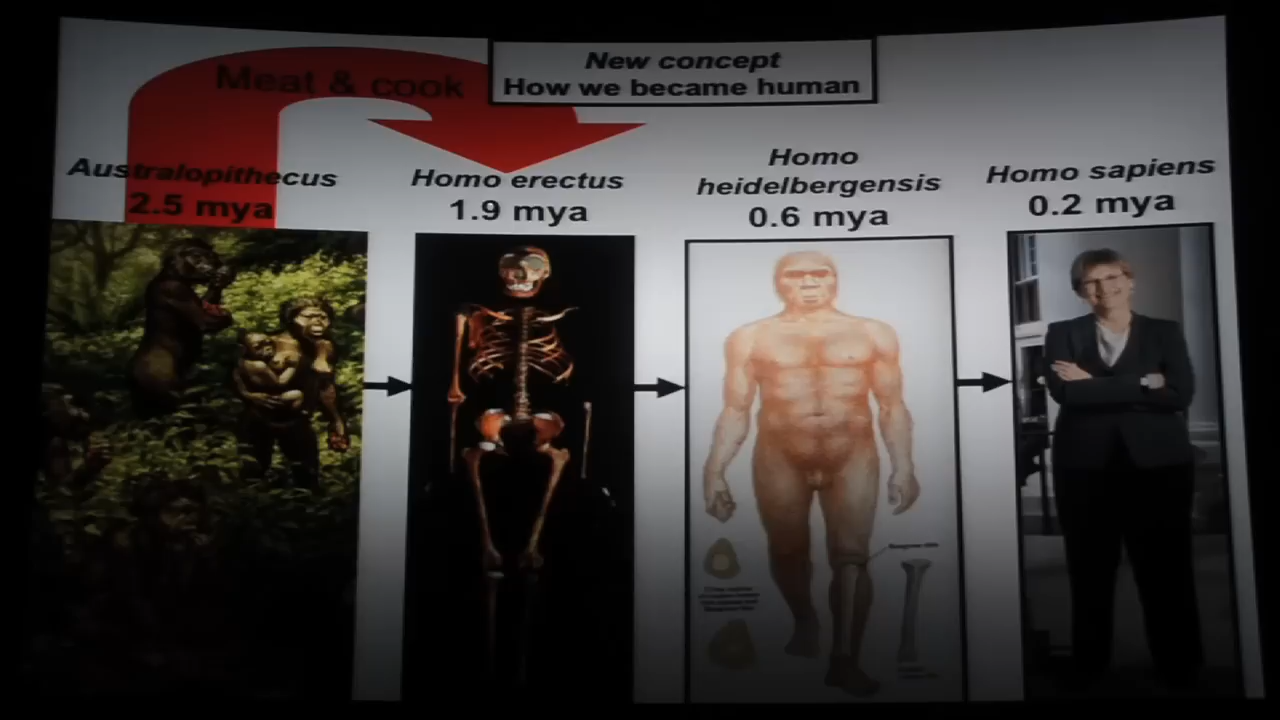 New concept
How we became human
Meat & cook
Australopithecus
2.5 mya
Homo erectus
1.9 mya
Homo
heidelbergensis
0.6 mya
Homo sapiens
0.2 mya